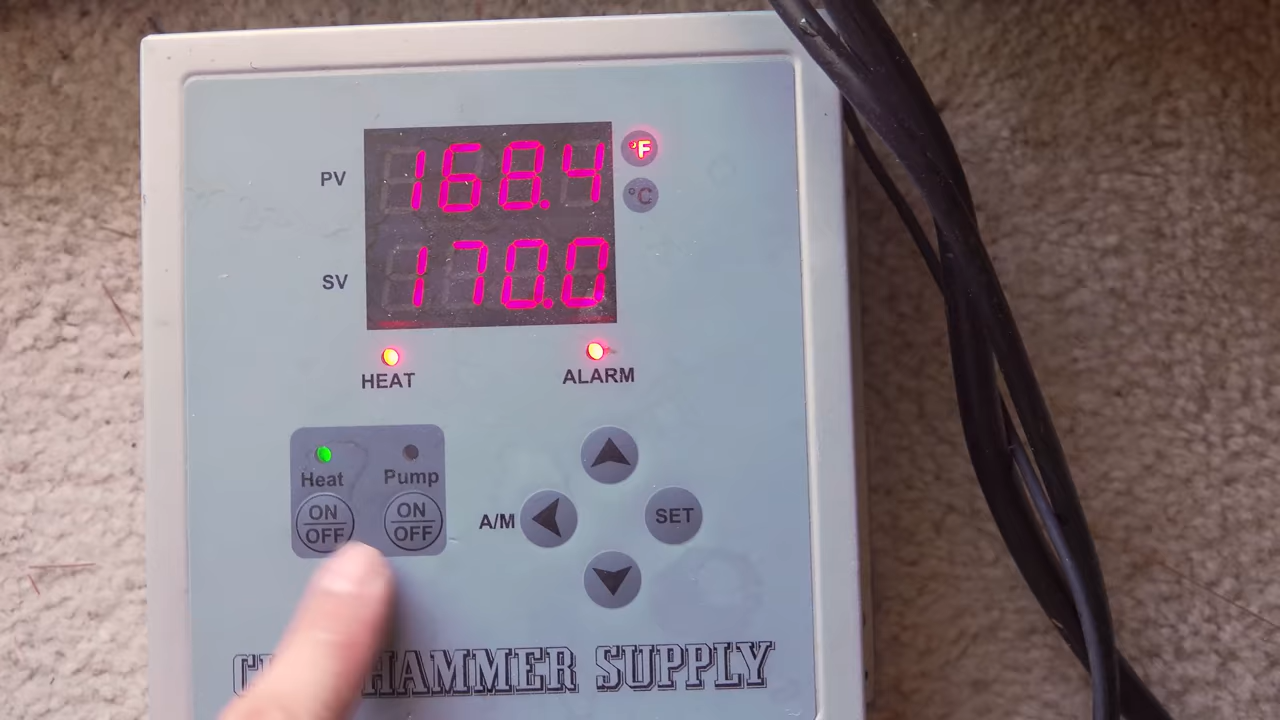 PV 168.4 °F
°C
SV 170.0
HEAT ALARM
Heat Pump
ON OFF ON OFF
A/M SET
HAMMER SUPPLY